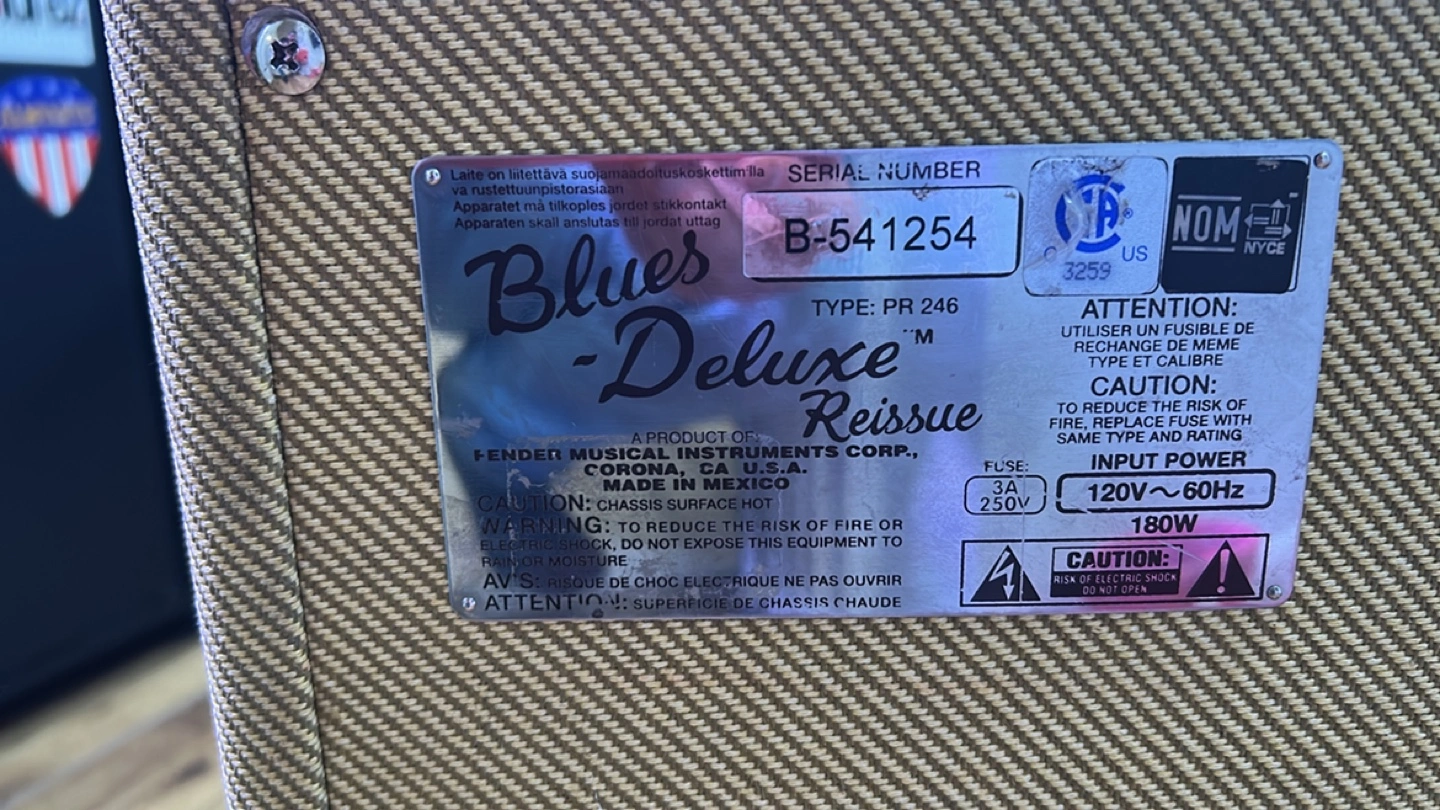 Laite on liitettävä suojamaadoituskoskettimilla
va rustettuunpistorasiaan
Apparatet må tilkoples jordet stikkontakt
Apparaten skall anslutas till jordat uttag
SERIAL NUMBER
B-541254
Blues
-Deluxe™
Reissue
TYPE: PR 246
C US
3259
NOM
NYCE
A PRODUCT OF:
FENDER MUSICAL INSTRUMENTS CORP.,
CORONA, CA U.S.A.
MADE IN MEXICO
CAUTION: CHASSIS SURFACE HOT
WARNING: TO REDUCE THE RISK OF FIRE OR
ELECTRIC SHOCK, DO NOT EXPOSE THIS EQUIPMENT TO
RAIN OR MOISTURE
AVIS: RISQUE DE CHOC ELECTRIQUE NE PAS OUVRIR
ATTENTION: SUPERFICIE DE CHASSIS CHAUDE
ATTENTION:
UTILISER UN FUSIBLE DE
RECHANGE DE MEME
TYPE ET CALIBRE
CAUTION:
TO REDUCE THE RISK OF
FIRE, REPLACE FUSE WITH
SAME TYPE AND RATING
FUSE:
3A
250V
INPUT POWER
120V~60Hz
180W
CAUTION:
RISK OF ELECTRIC SHOCK
DO NOT OPEN